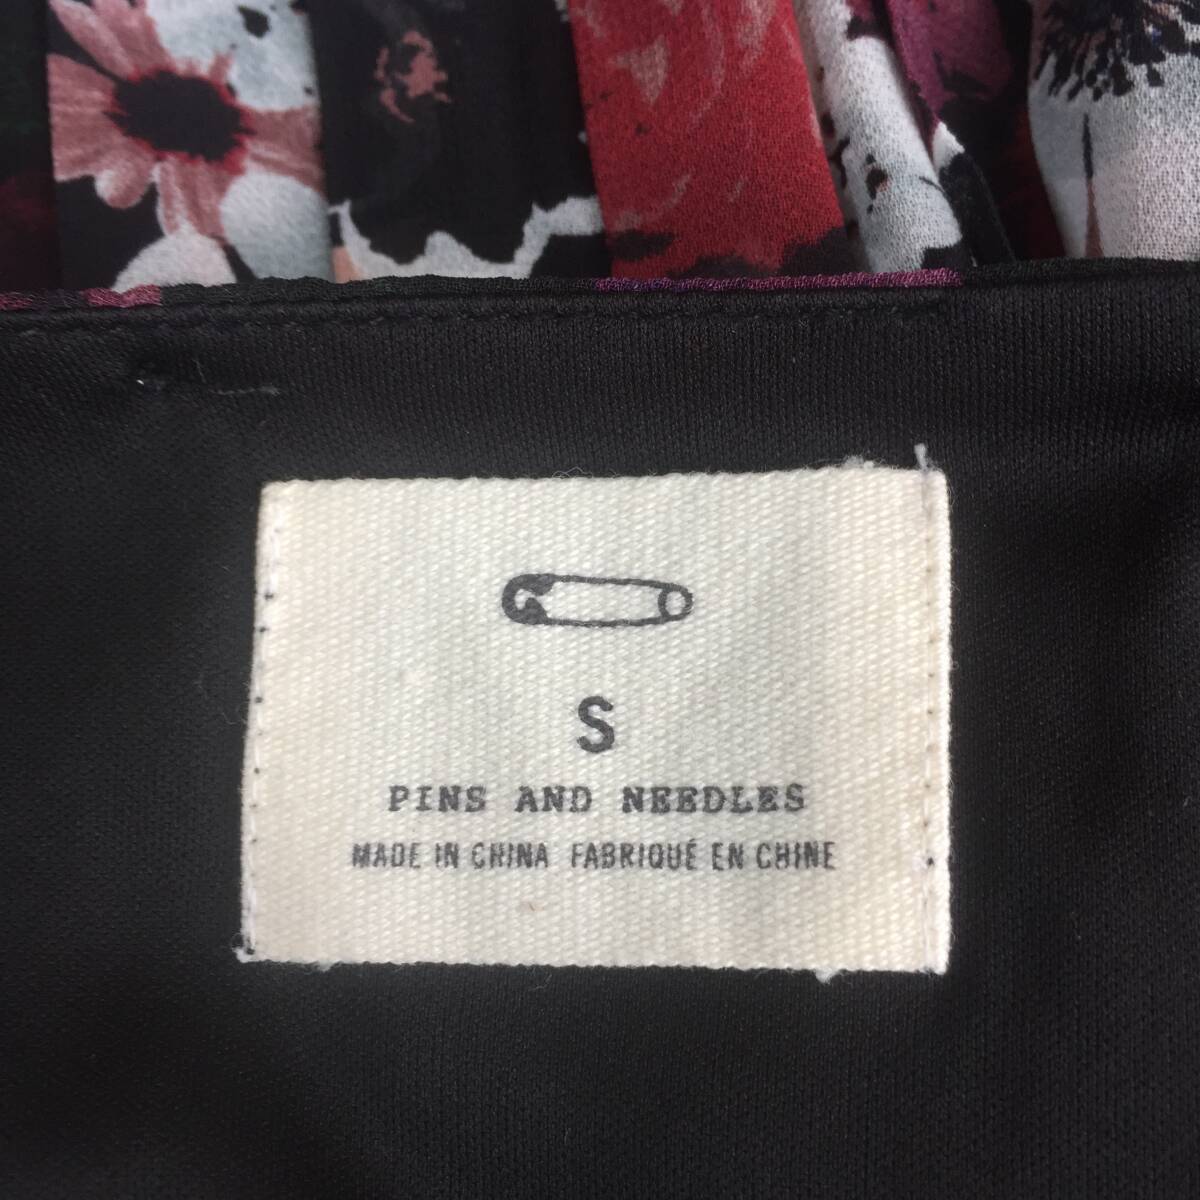 S
PINS AND NEEDLES
MADE IN CHINA FABRIQUÉ EN CHINE